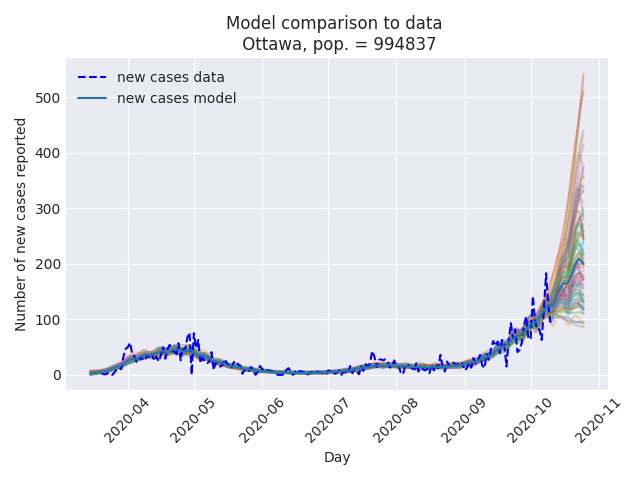 Model comparison to data
Ottawa, pop. = 994837
new cases data
new cases model
Number of new cases reported
500
400
300
200
100
0
2020-04
2020-05
2020-06
2020-07
2020-08
2020-09
2020-10
2020-11
Day